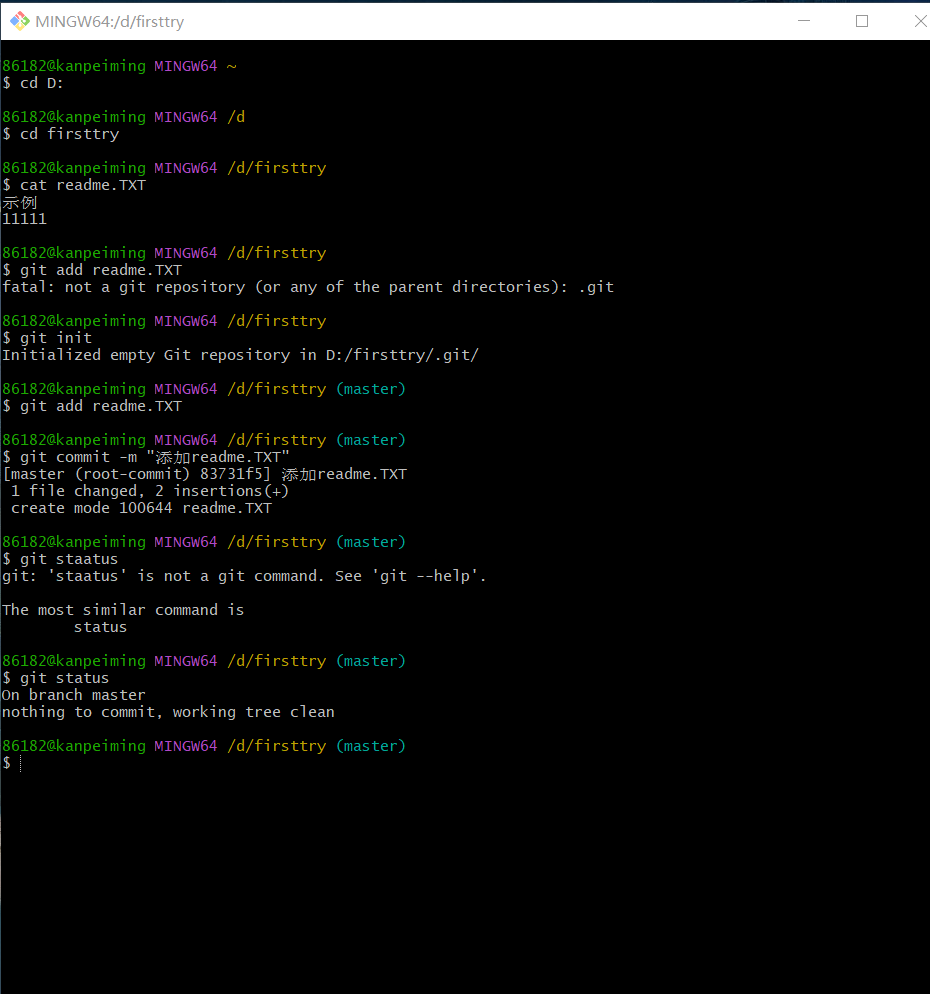 MINGW64:/d/firsttry
86182@kanpeiming MINGW64 ~
$ cd D:
86182@kanpeiming MINGW64 /d
$ cd firsttry
86182@kanpeiming MINGW64 /d/firsttry
$ cat readme.TXT
示例
11111
86182@kanpeiming MINGW64 /d/firsttry
$ git add readme.TXT
fatal: not a git repository (or any of the parent directories): .git
86182@kanpeiming MINGW64 /d/firsttry
$ git init
Initialized empty Git repository in D:/firsttry/.git/
86182@kanpeiming MINGW64 /d/firsttry (master)
$ git add readme.TXT
86182@kanpeiming MINGW64 /d/firsttry (master)
$ git commit -m "添加readme.TXT"
[master (root-commit) 83731f5] 添加readme.TXT
 1 file changed, 2 insertions(+)
 create mode 100644 readme.TXT
86182@kanpeiming MINGW64 /d/firsttry (master)
$ git staatus
git: 'staatus' is not a git command. See 'git --help'.
The most similar command is
        status
86182@kanpeiming MINGW64 /d/firsttry (master)
$ git status
On branch master
nothing to commit, working tree clean
86182@kanpeiming MINGW64 /d/firsttry (master)
$